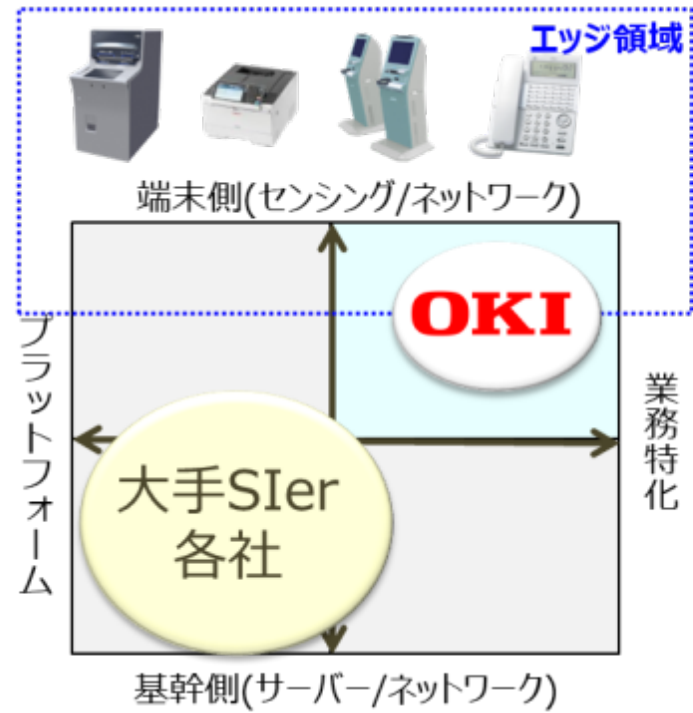 エッジ領域
端末側(センシング/ネットワーク)
OKI
プラットフォーム
業務特化
大手SIer
各社
基幹側(サーバー/ネットワーク)